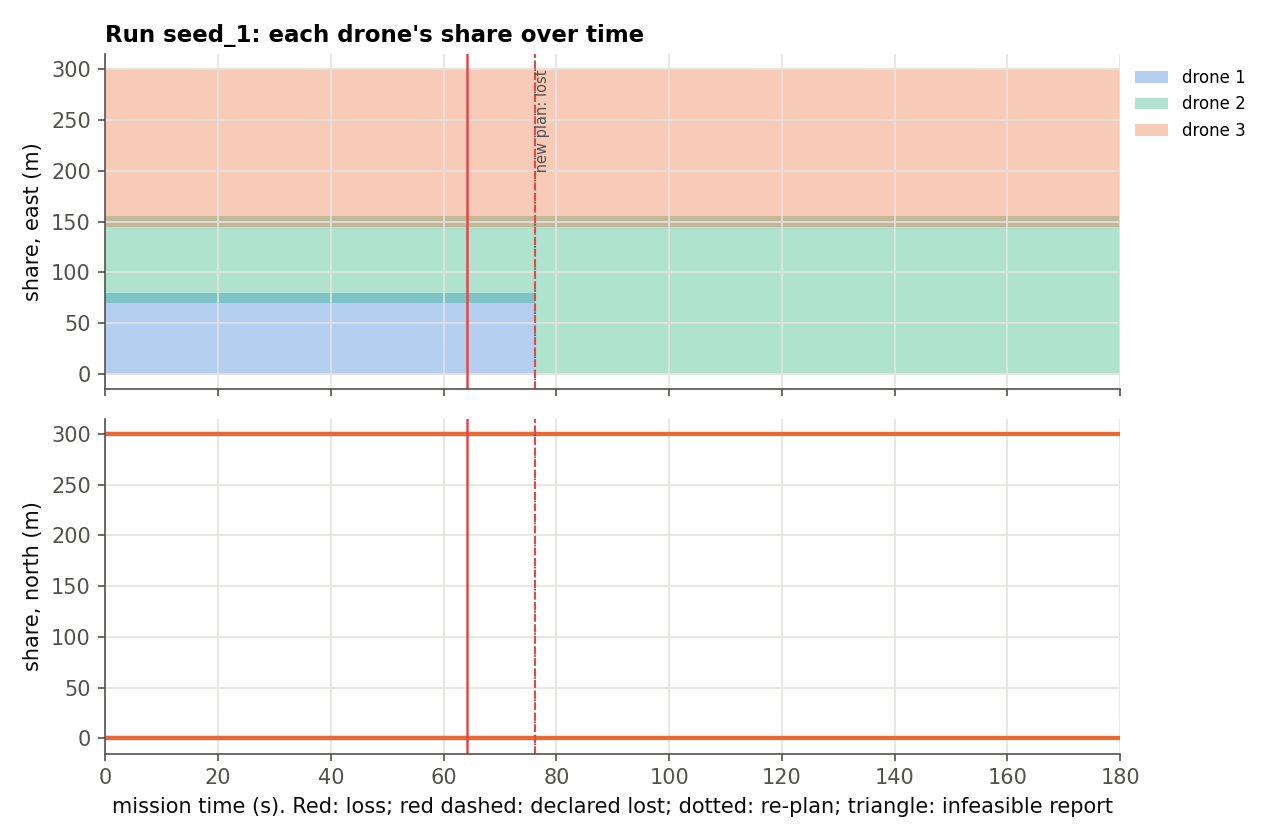 Run seed_1: each drone's share over time
300
250
200
150
100
50
0
share, east (m)
new plan: lost
drone 1
drone 2
drone 3
300
250
200
150
100
50
0
share, north (m)
0 20 40 60 80 100 120 140 160 180
mission time (s). Red: loss; red dashed: declared lost; dotted: re-plan; triangle: infeasible report